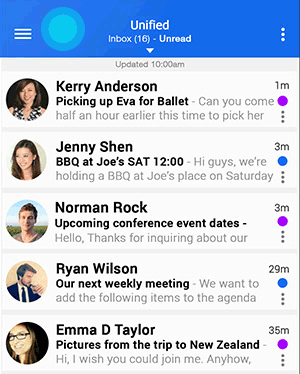 Unified
Inbox (16) - Unread
Updated 10:00am
Kerry Anderson 1m
Picking up Eva for Ballet - Can you come
half an hour earlier this time to pick her
Jenny Shen 3m
BBQ at Joe's SAT 12:00 - Hi guys, we're
holding a BBQ at Joe's place on Saturday
Norman Rock 3m
Upcoming conference event dates -
Hello, Thanks for inquiring about our
Ryan Wilson 29m
Our next weekly meeting - We want to
add the following items to the agenda
Emma D Taylor 35m
Pictures from the trip to New Zealand -
Hi, I wish you could join me. Anyhow,